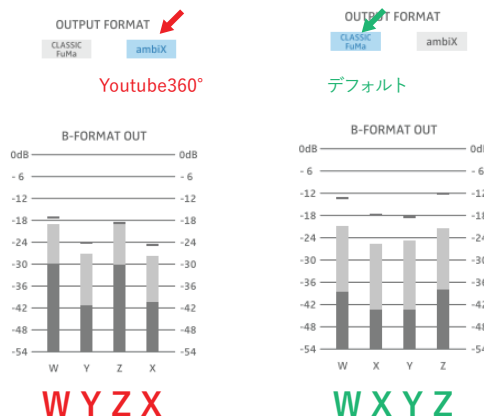 OUTPUT FORMAT
CLASSIC
FuMa
ambiX
Youtube360°
B-FORMAT OUT
0dB 0dB
- 6 -6
-12 -12
-18 -18
-24 -24
-30 -30
-36 -36
-42 -42
-48 -48
-54 -54
W Y Z X
W Y Z X
OUTPUT FORMAT
CLASSIC
FuMa
ambiX
デフォルト
B-FORMAT OUT
0dB 0dB
- 6 -6
-12 -12
-18 -18
-24 -24
-30 -30
-36 -36
-42 -42
-48 -48
-54 -54
W X Y Z
W X Y Z